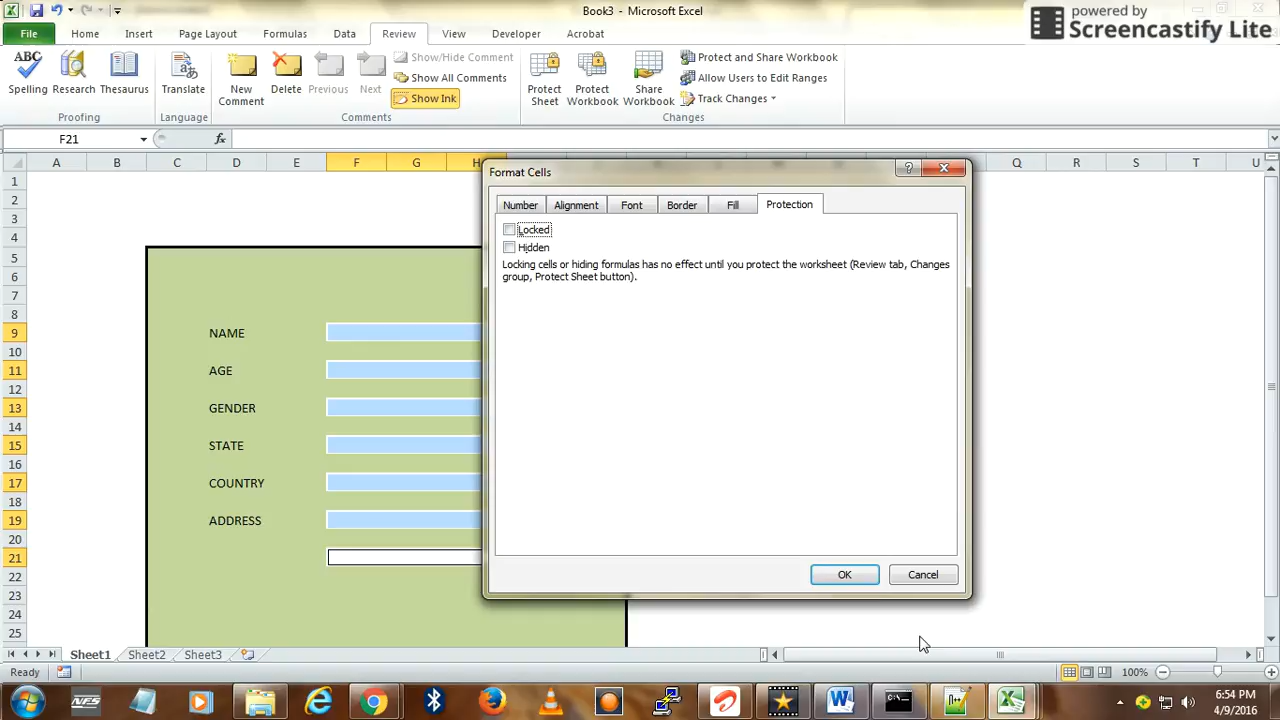 Book3 - Microsoft Excel
powered by
Screencastify Lite
File Home Insert Page Layout Formulas Data Review View Developer Acrobat
ABC
Spelling Research Thesaurus
Proofing
Translate
Language
New Comment
Delete Previous Next
Show/Hide Comment
Show All Comments
Show Ink
Comments
Protect Sheet
Protect Workbook
Share Workbook
Protect and Share Workbook
Allow Users to Edit Ranges
Track Changes
Changes
F21 fx
A B C D E F G H Q R S T U
1
2
3
4
5
6
7
8
9 NAME
10
11 AGE
12
13 GENDER
14
15 STATE
16
17 COUNTRY
18
19 ADDRESS
20
21
22
23
24
25
Format Cells
Number Alignment Font Border Fill Protection
Locked
Hidden
Locking cells or hiding formulas has no effect until you protect the worksheet (Review tab, Changes
group, Protect Sheet button).
OK Cancel
Sheet1 Sheet2 Sheet3
Ready 100%
NFS
6:54 PM
4/9/2016